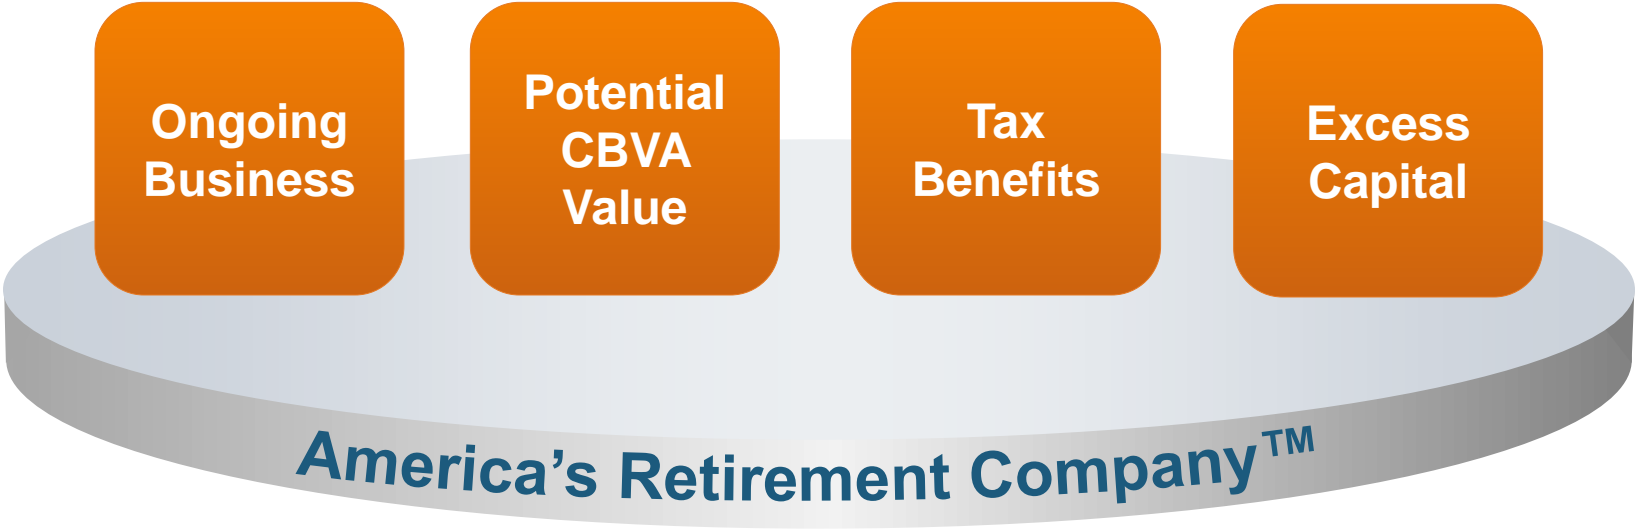 Ongoing
Business
Potential
CBVA
Value
Tax
Benefits
Excess
Capital
America’s Retirement Company™